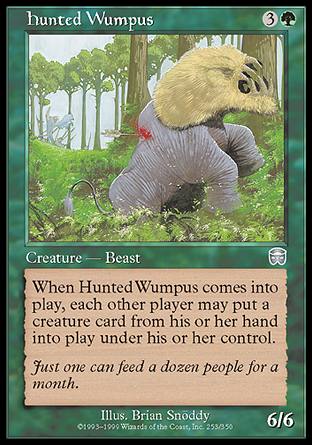 Hunted Wumpus 3
Creature — Beast
When Hunted Wumpus comes into
play, each other player may put a
creature card from his or her hand
into play under his or her control.
Just one can feed a dozen people for a
month.
Illus. Brian Snoddy
©1993–1999 Wizards of the Coast, Inc. 253/350
6/6